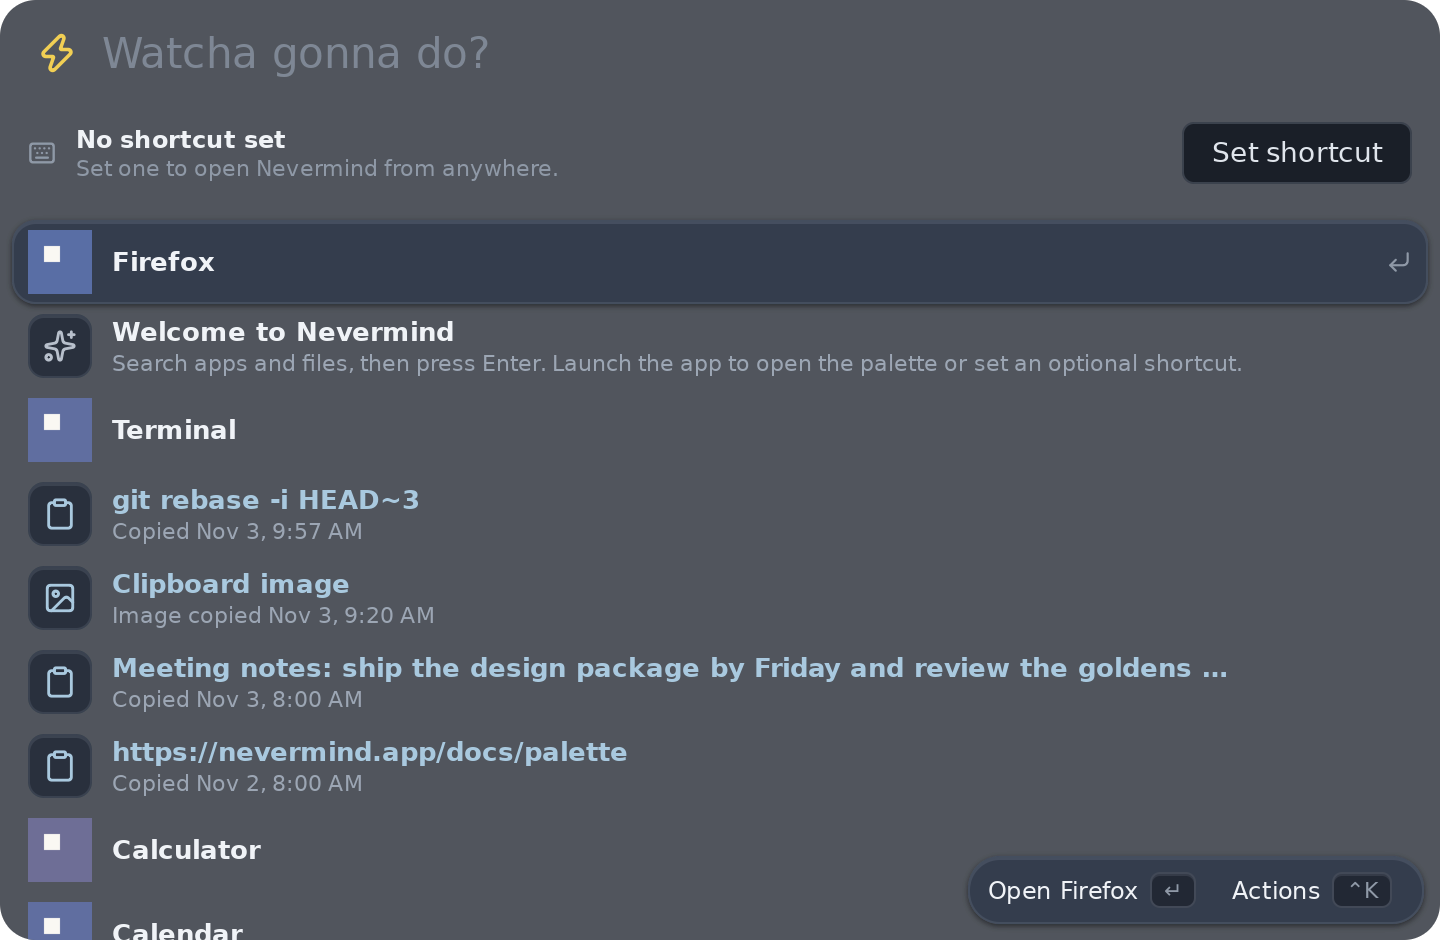 Watcha gonna do?
No shortcut set
Set one to open Nevermind from anywhere.
Set shortcut
Firefox
Welcome to Nevermind
Search apps and files, then press Enter. Launch the app to open the palette or set an optional shortcut.
Terminal
git rebase -i HEAD~3
Copied Nov 3, 9:57 AM
Clipboard image
Image copied Nov 3, 9:20 AM
Meeting notes: ship the design package by Friday and review the goldens …
Copied Nov 3, 8:00 AM
https://nevermind.app/docs/palette
Copied Nov 2, 8:00 AM
Calculator
Open Firefox ↵ Actions ⌃K
Calendar